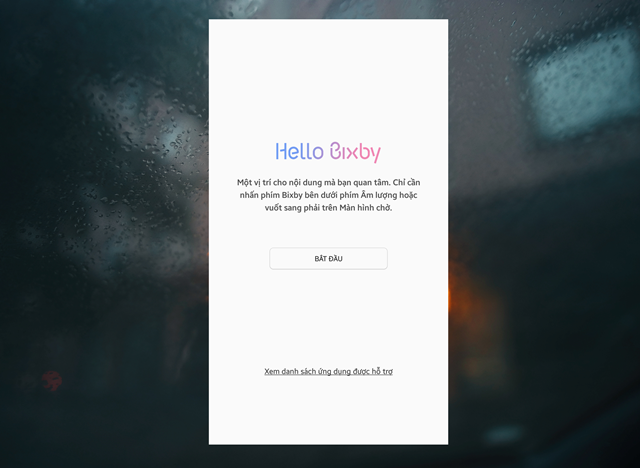 Hello Bixby
Một vị trí cho nội dung mà bạn quan tâm. Chỉ cần
nhấn phím Bixby bên dưới phím Âm lượng hoặc
vuốt sang phải trên Màn hình chờ.
BẮT ĐẦU
Xem danh sách ứng dụng được hỗ trợ